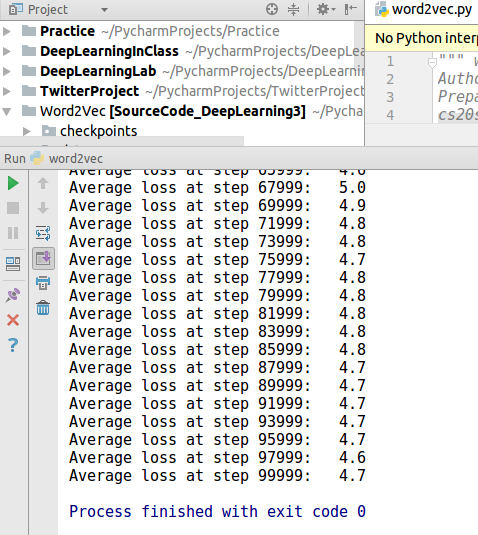 Project
word2vec.py
Practice ~/PycharmProjects/Practice
DeepLearningInClass ~/PycharmProjects/DeepLearn
DeepLearningLab ~/PycharmProjects/DeepLearning
TwitterProject ~/PycharmProjects/TwitterProject
Word2Vec [SourceCode_DeepLearning3] ~/Pycharm
checkpoints
No Python interp
1 """ w
2 Autho
3 Prepa
4 cs20s
Run word2vec
Average loss at step 65999: 4.6
Average loss at step 67999: 5.0
Average loss at step 69999: 4.9
Average loss at step 71999: 4.8
Average loss at step 73999: 4.8
Average loss at step 75999: 4.7
Average loss at step 77999: 4.8
Average loss at step 79999: 4.8
Average loss at step 81999: 4.8
Average loss at step 83999: 4.8
Average loss at step 85999: 4.8
Average loss at step 87999: 4.7
Average loss at step 89999: 4.7
Average loss at step 91999: 4.7
Average loss at step 93999: 4.7
Average loss at step 95999: 4.7
Average loss at step 97999: 4.6
Average loss at step 99999: 4.7
Process finished with exit code 0